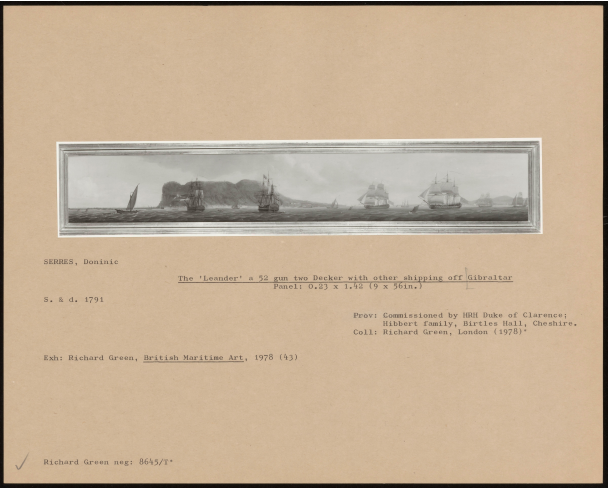 SERRES, Dominic
The 'Leander' a 52 gun two Decker with other shipping off Gibraltar
Panel: 0.23 x 1.42 (9 x 56in.)
S. & d. 1791
Prov: Commissioned by HRH Duke of Clarence;
Hibbert family, Birtles Hall, Cheshire.
Coll: Richard Green, London (1978)*
Exh: Richard Green, British Maritime Art, 1978 (43)
Richard Green neg: 8645/T*